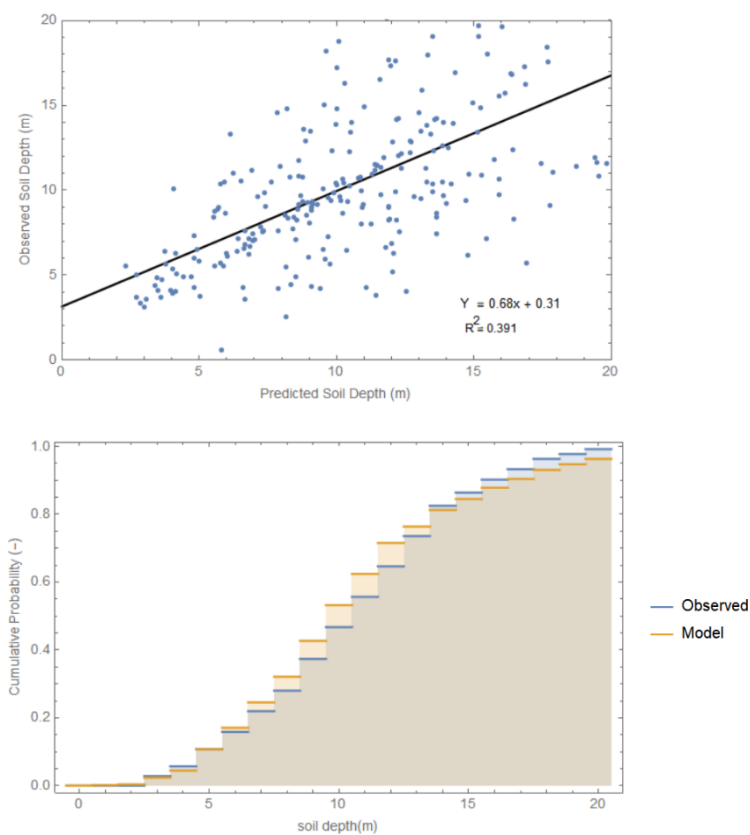 20
15
10
5
0
Observed Soil Depth (m)
Y = 0.68x + 0.31
R2 = 0.391
0 5 10 15 20
Predicted Soil Depth (m)
1.0
0.8
0.6
0.4
0.2
0.0
Cumulative Probability (-)
Observed
Model
0 5 10 15 20
soil depth(m)